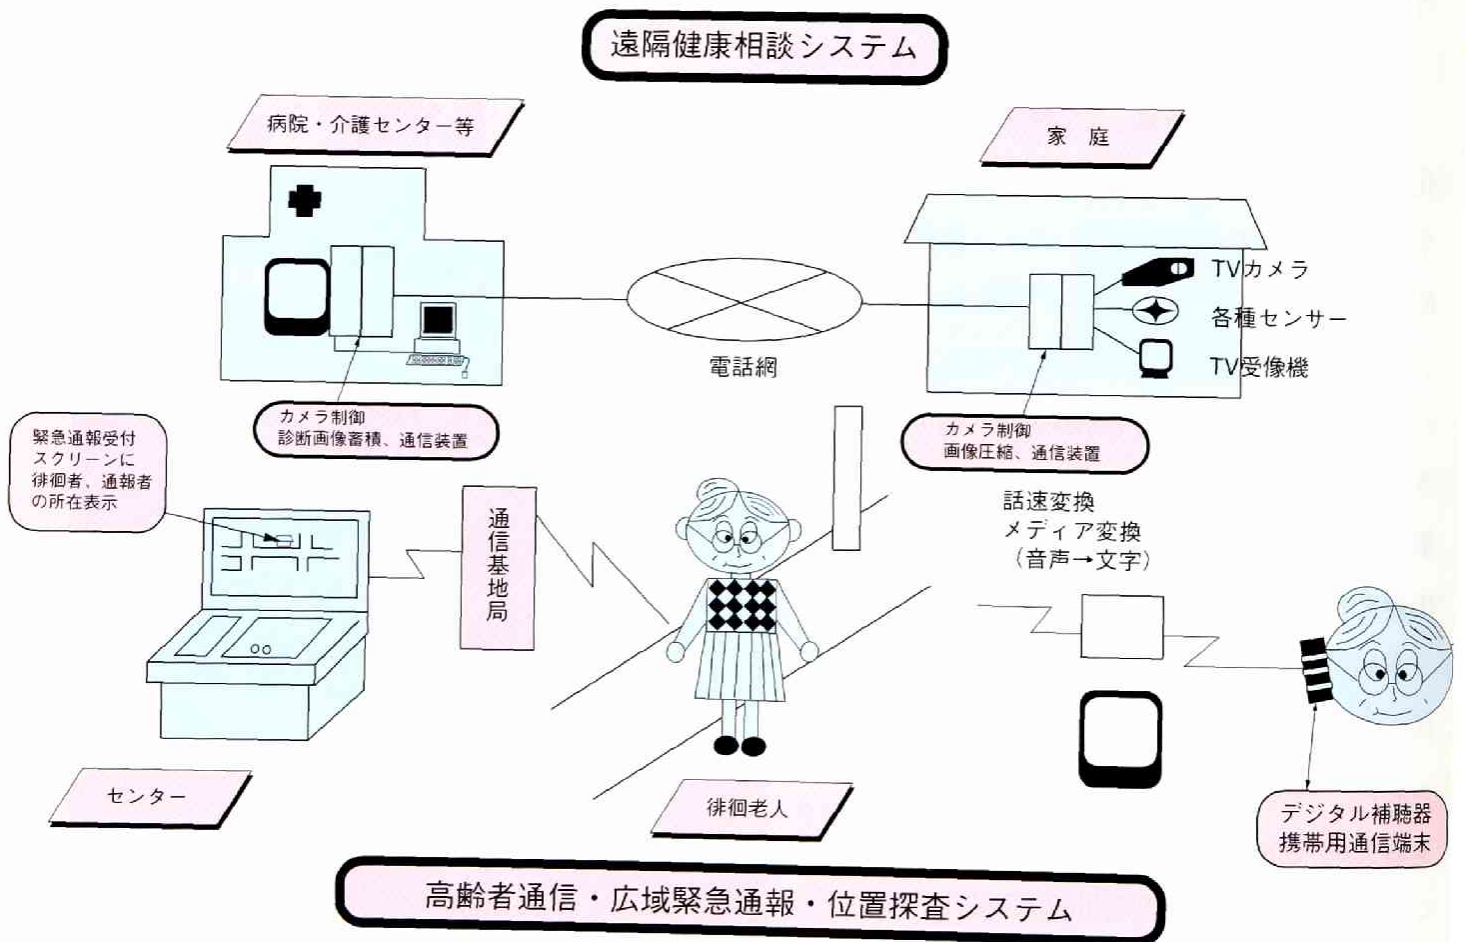 遠隔健康相談システム
病院・介護センター等
家 庭
TVカメラ
各種センサー
TV受像機
電話網
カメラ制御
診断画像蓄積、通信装置
カメラ制御
画像圧縮、通信装置
緊急通報受付
スクリーンに
徘徊者、通報者
の所在表示
通信基地局
話速変換
メディア変換
（音声→文字）
センター
徘徊老人
デジタル補聴器
携帯用通信端末
高齢者通信・広域緊急通報・位置探査システム